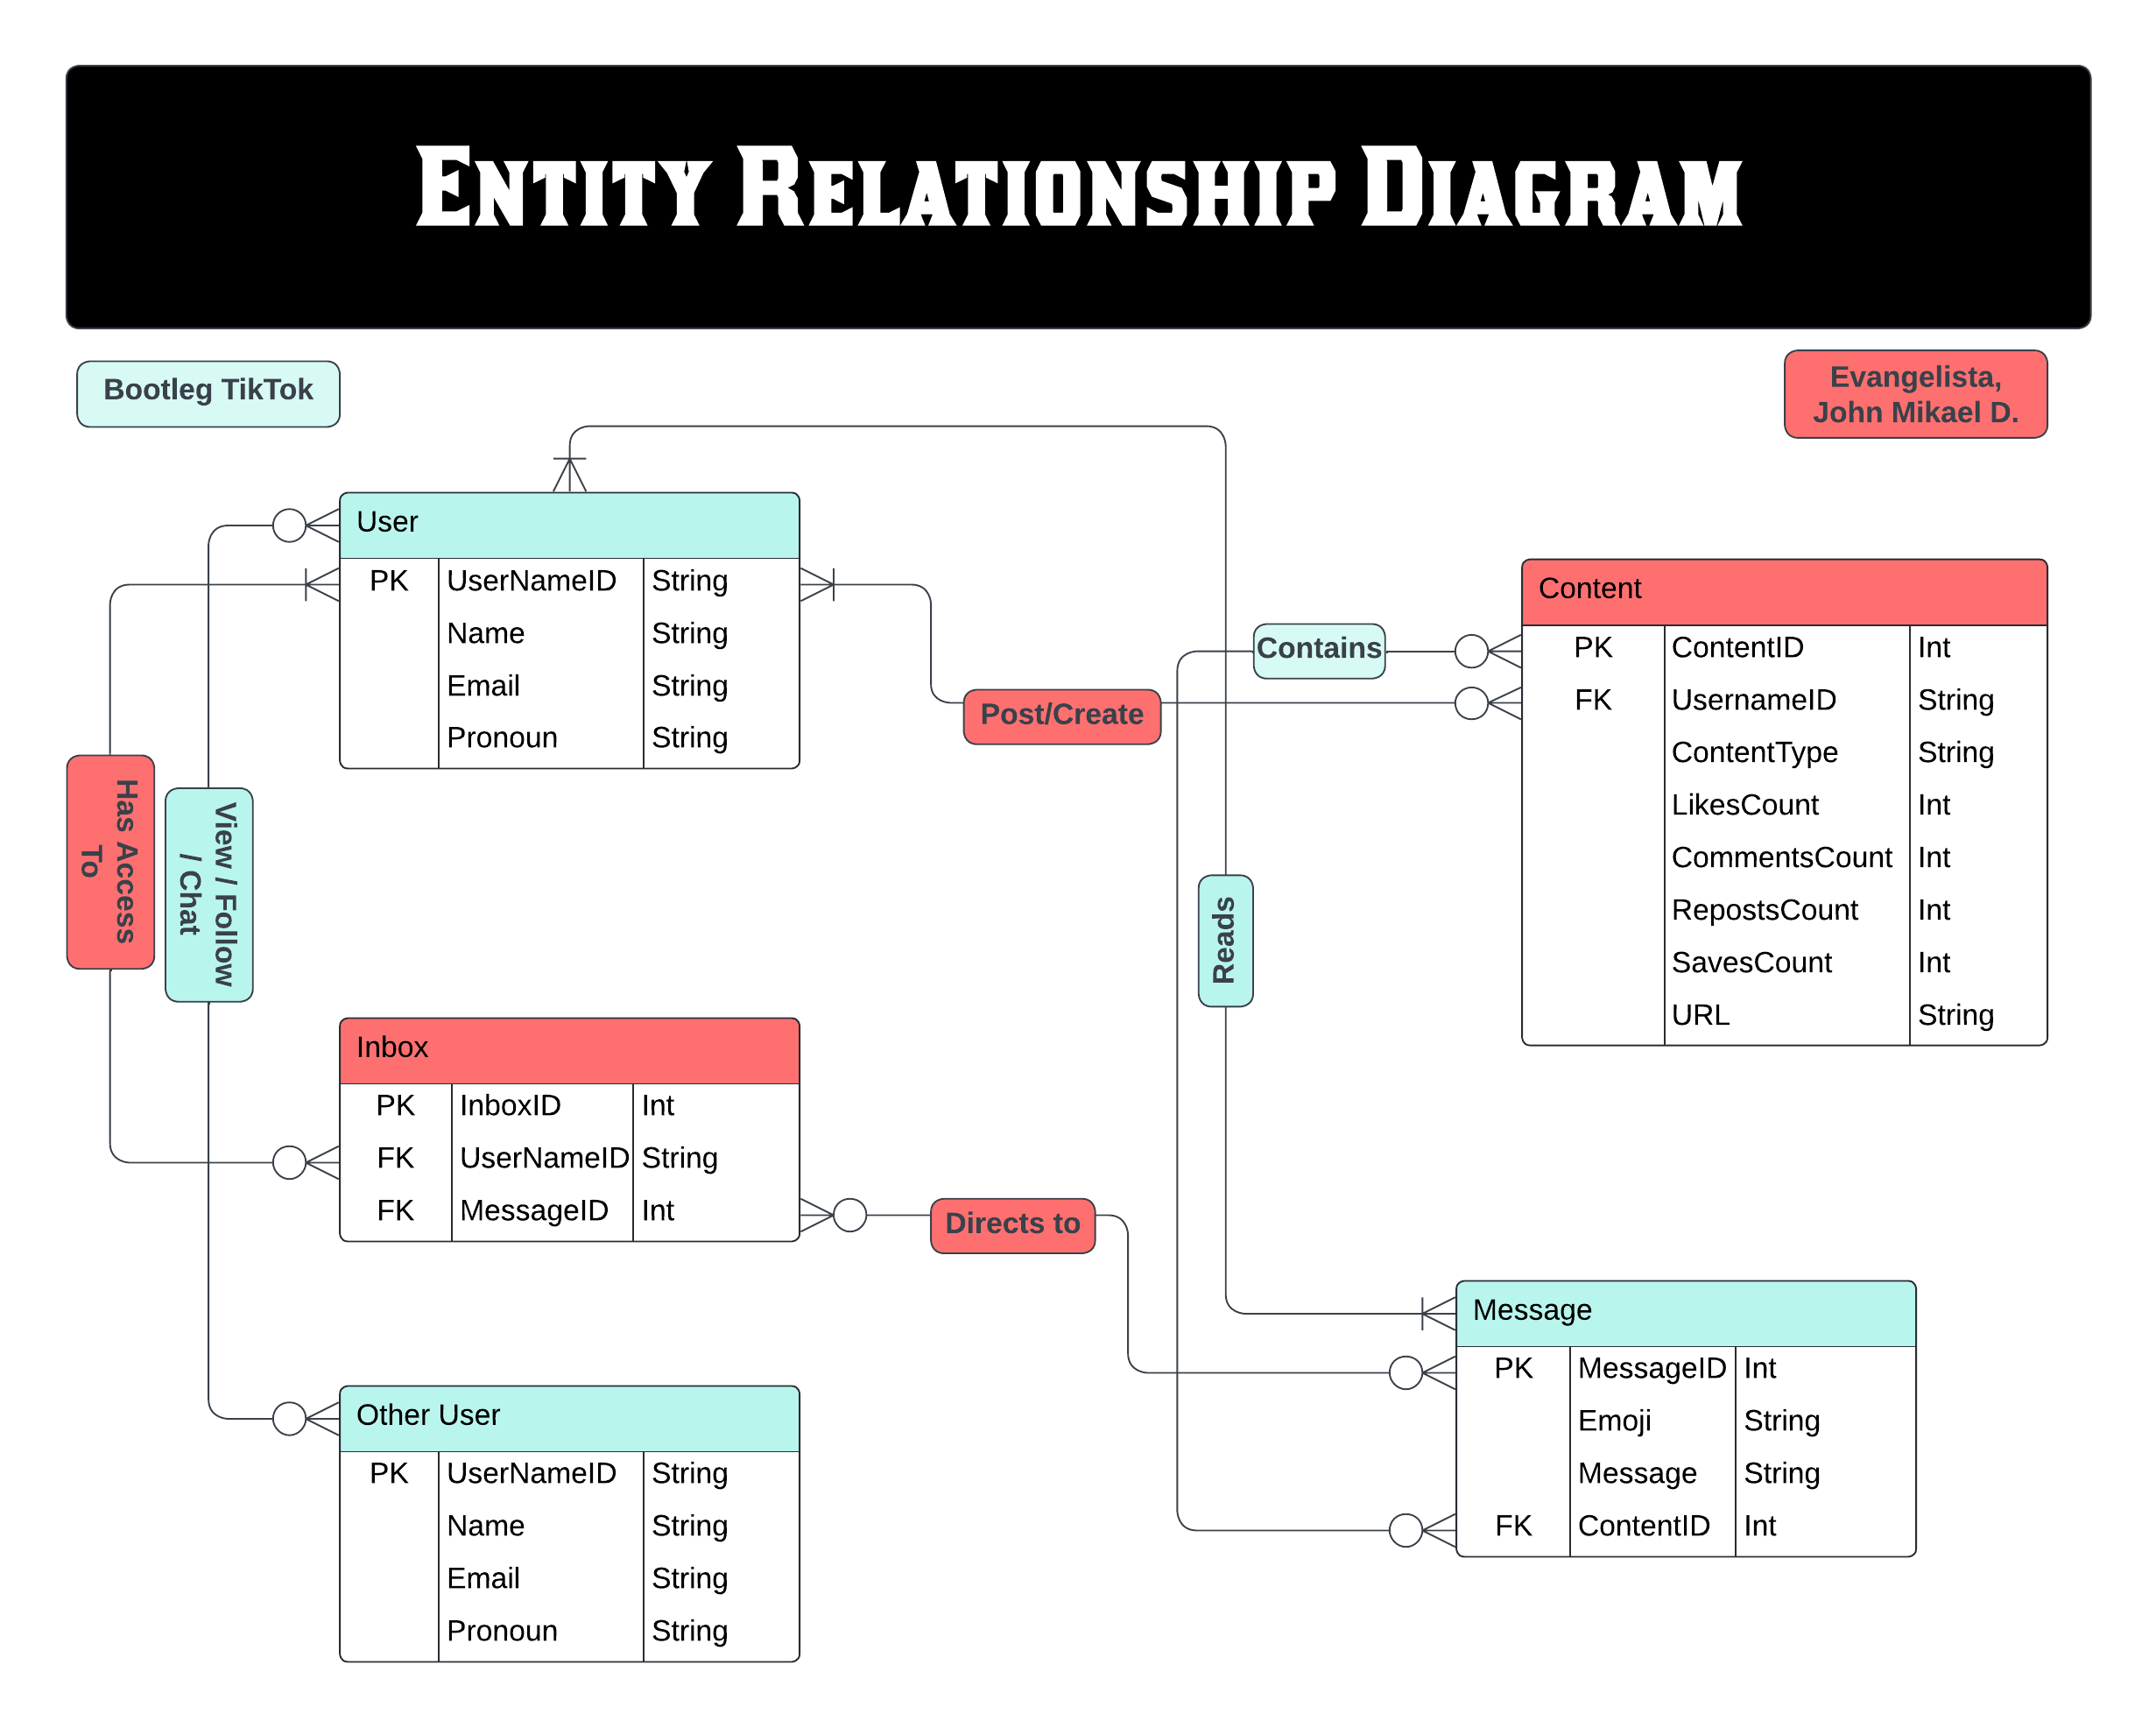 Entity Relationship Diagram
Bootleg TikTok
Evangelista,
John Mikael D.
User
PK UserNameID String
Name String
Email String
Pronoun String
Content
PK ContentID Int
FK UsernameID String
ContentType String
LikesCount Int
CommentsCount Int
RepostsCount Int
SavesCount Int
URL String
Contains
Post/Create
Has Access
To
View / Follow
/ Chat
Reads
Inbox
PK InboxID Int
FK UserNameID String
FK MessageID Int
Directs to
Message
PK MessageID Int
Emoji String
Message String
FK ContentID Int
Other User
PK UserNameID String
Name String
Email String
Pronoun String